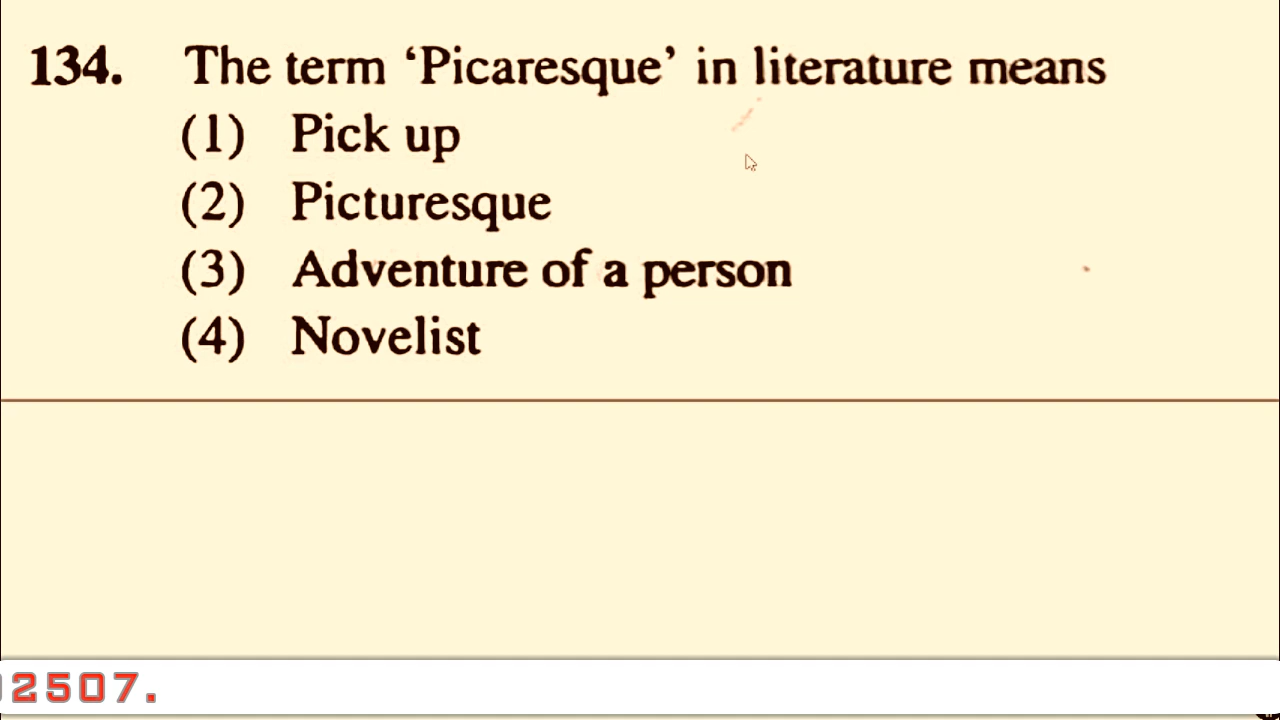 134. The term ‘Picaresque’ in literature means
(1) Pick up
(2) Picturesque
(3) Adventure of a person
(4) Novelist
2507.